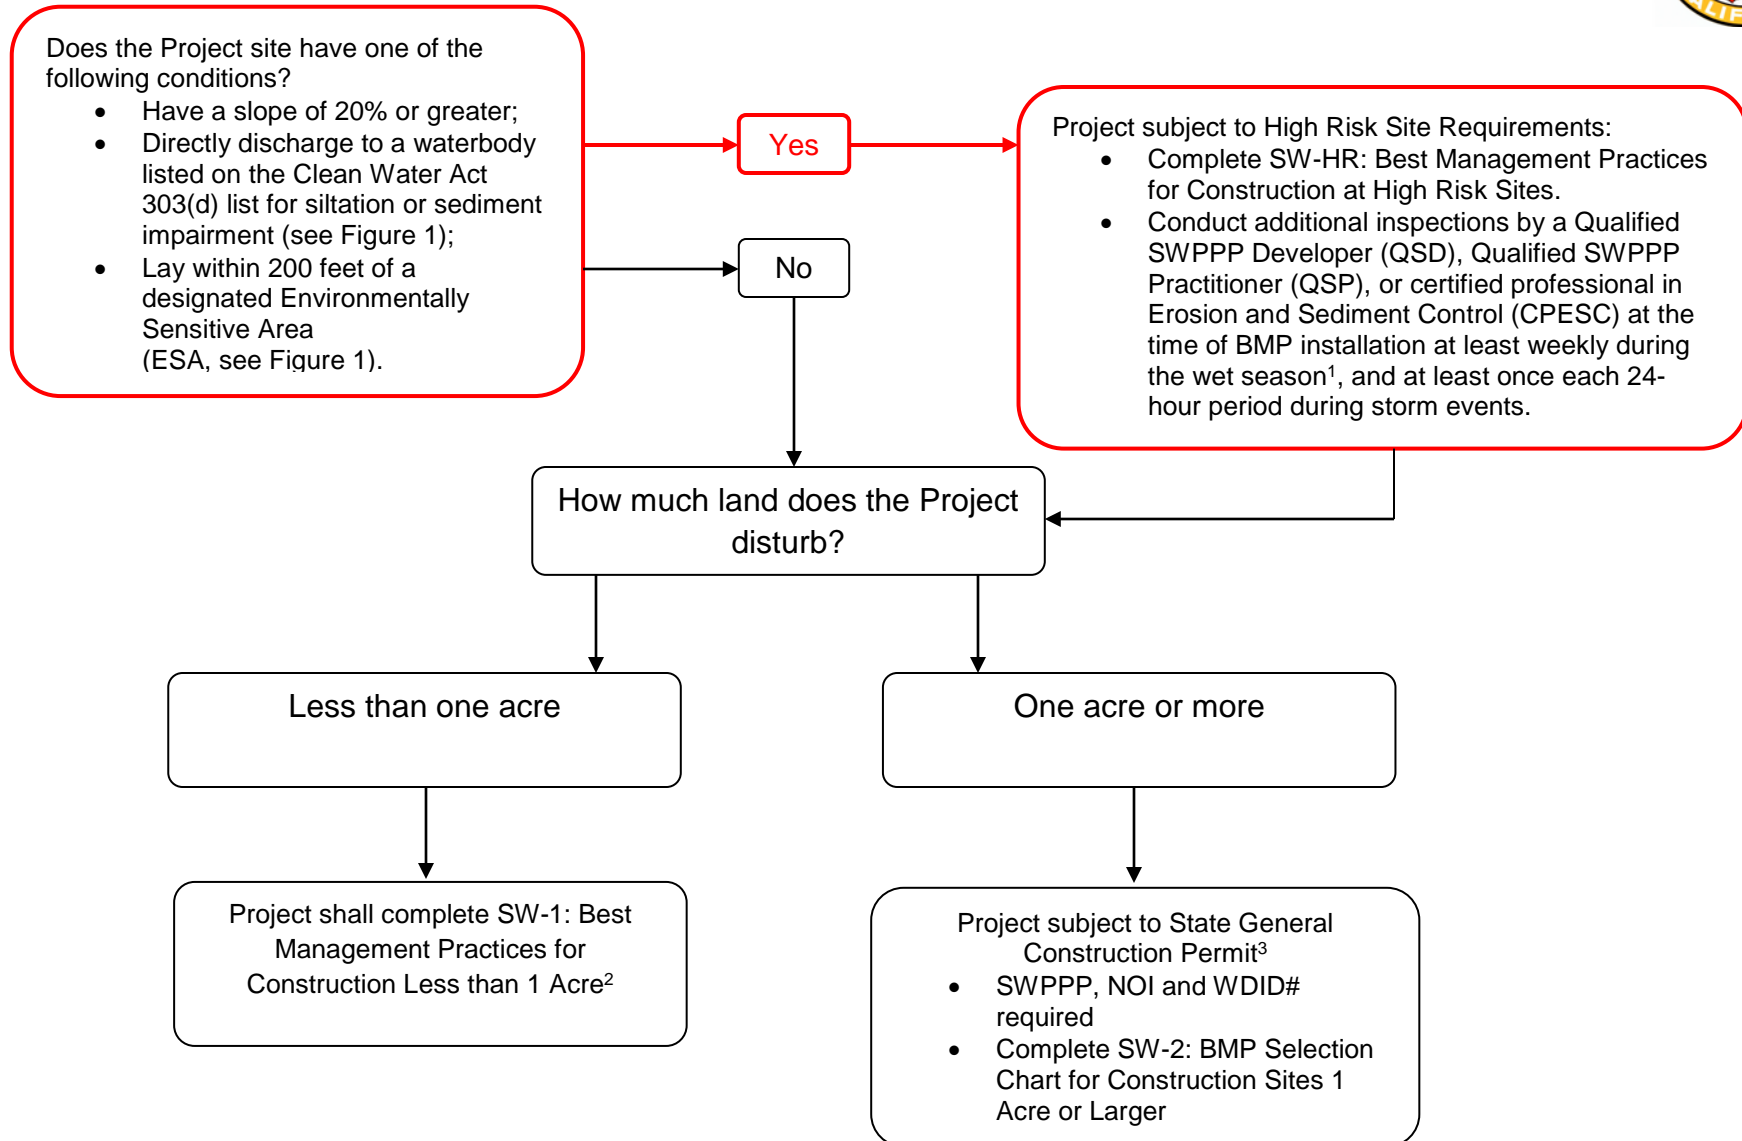 ALIF
Does the Project site have one of the
following conditions?
• Have a slope of 20% or greater;
• Directly discharge to a waterbody
listed on the Clean Water Act
303(d) list for siltation or sediment
impairment (see Figure 1);
• Lay within 200 feet of a
designated Environmentally
Sensitive Area
(ESA, see Figure 1).
Yes
No
Project subject to High Risk Site Requirements:
• Complete SW-HR: Best Management Practices
for Construction at High Risk Sites.
• Conduct additional inspections by a Qualified
SWPPP Developer (QSD), Qualified SWPPP
Practitioner (QSP), or certified professional in
Erosion and Sediment Control (CPESC) at the
time of BMP installation at least weekly during
the wet season¹, and at least once each 24-
hour period during storm events.
How much land does the Project
disturb?
Less than one acre
One acre or more
Project shall complete SW-1: Best
Management Practices for
Construction Less than 1 Acre²
Project subject to State General
Construction Permit³
• SWPPP, NOI and WDID#
required
• Complete SW-2: BMP Selection
Chart for Construction Sites 1
Acre or Larger